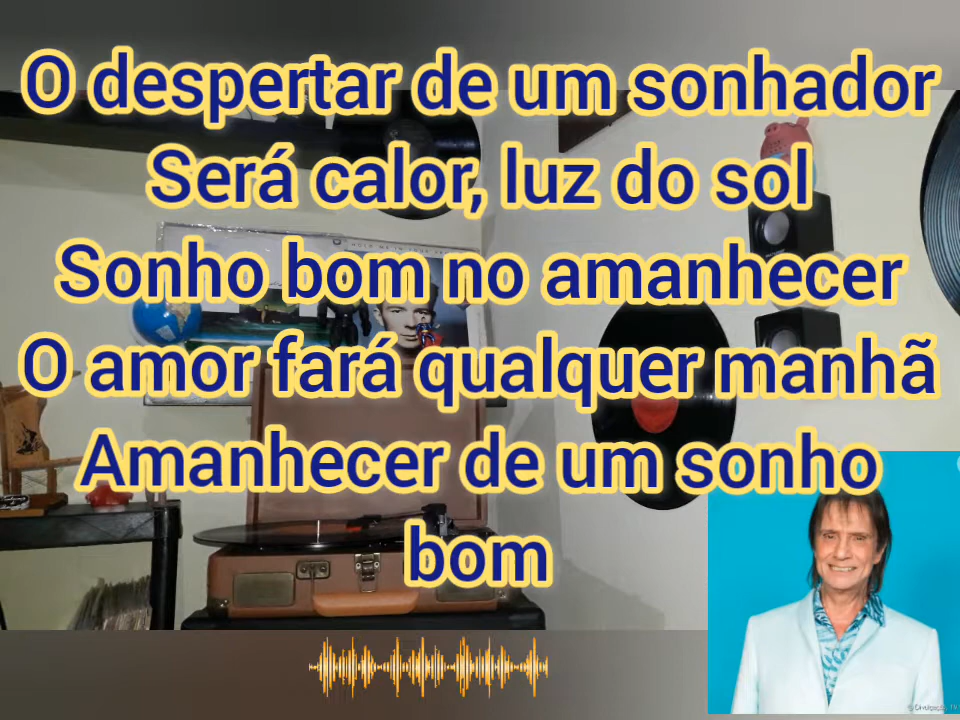 O despertar de um sonhador
Será calor, luz do sol
Sonho bom no amanhecer
O amor fará qualquer manhã
Amanhecer de um sonho
bom